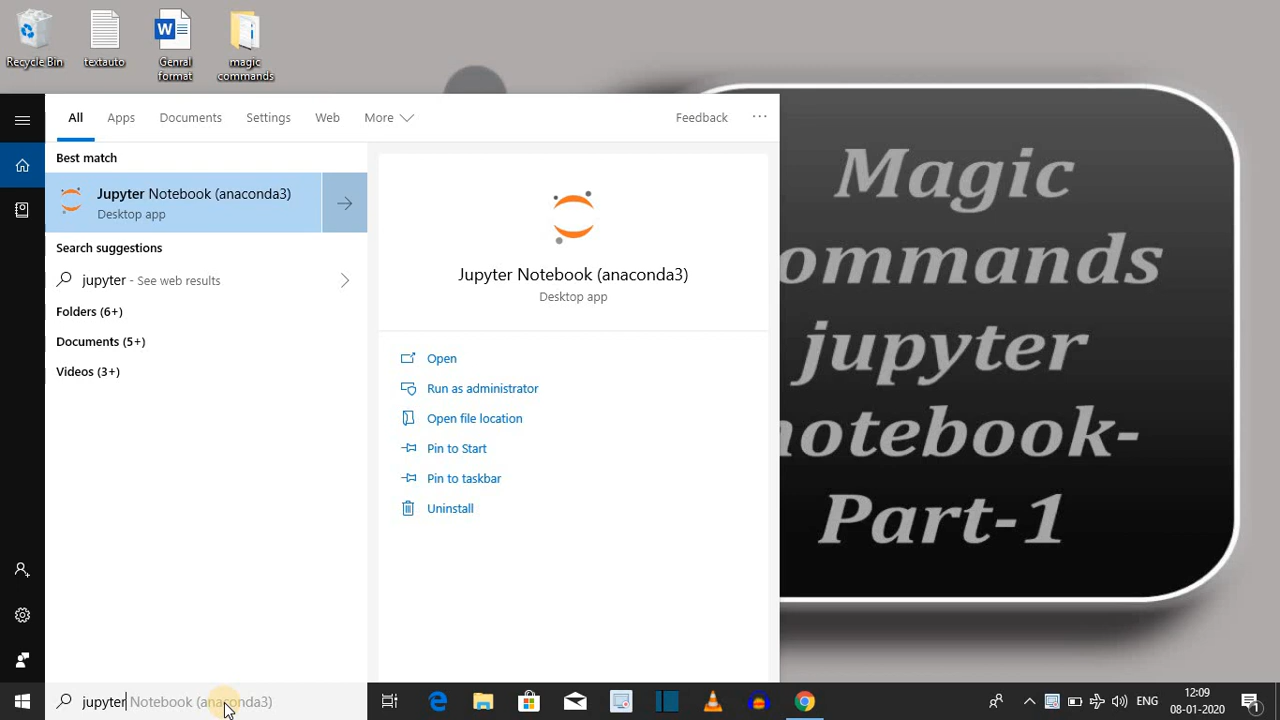 Recycle Bin
textauto
Genral
format
magic
commands
All
Apps
Documents
Settings
Web
More
Feedback
Best match
Jupyter Notebook (anaconda3)
Desktop app
Search suggestions
jupyter - See web results
Folders (6+)
Documents (5+)
Videos (3+)
Jupyter Notebook (anaconda3)
Desktop app
Open
Run as administrator
Open file location
Pin to Start
Pin to taskbar
Uninstall
Magic
ommands
jupyter
notebook-
Part-1
jupyter Notebook (anaconda3)
ENG
12:09
08-01-2020
1